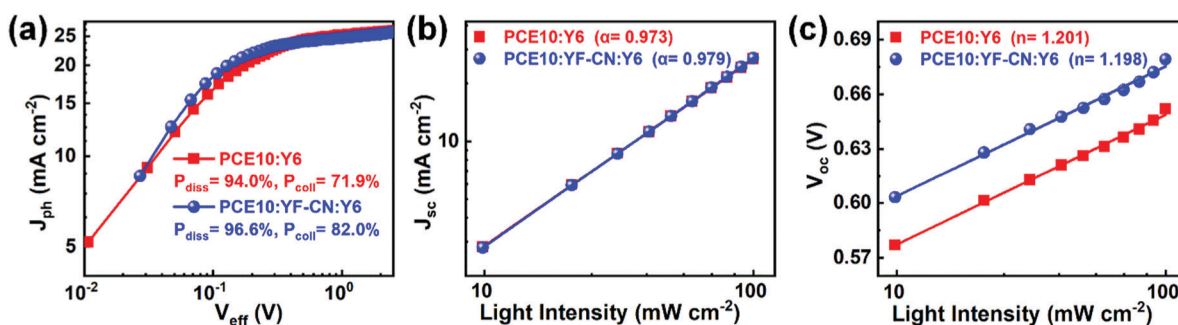 (a)
J_ph (mA cm⁻²)
25
20
15
10
5
PCE10:Y6
P_diss= 94.0%, P_coll= 71.9%
PCE10:YF-CN:Y6
P_diss= 96.6%, P_coll= 82.0%
10⁻²
10⁻¹
10⁰
V_eff (V)
(b)
J_sc (mA cm⁻²)
10
PCE10:Y6 (α= 0.973)
PCE10:YF-CN:Y6 (α= 0.979)
10
100
Light Intensity (mW cm⁻²)
(c)
V_oc (V)
0.69
0.66
0.63
0.60
0.57
PCE10:Y6 (n= 1.201)
PCE10:YF-CN:Y6 (n= 1.198)
10
100
Light Intensity (mW cm⁻²)